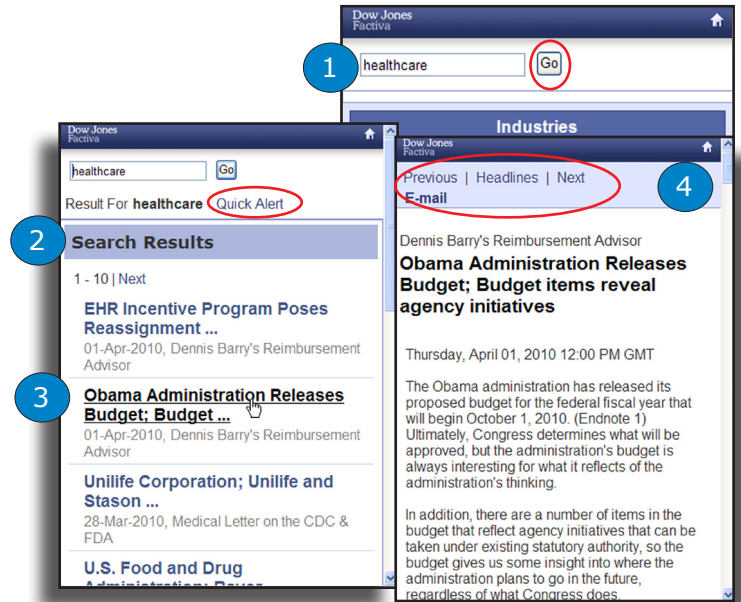 Dow Jones
Factiva
1
healthcare
Go
Industries
Dow Jones
Factiva
healthcare
Go
Result For healthcare Quick Alert
2
Search Results
1 - 10 | Next
EHR Incentive Program Poses
Reassignment ...
01-Apr-2010, Dennis Barry's Reimbursement
Advisor
3
Obama Administration Releases
Budget; Budget ...
01-Apr-2010, Dennis Barry's Reimbursement
Advisor
Unilife Corporation; Unilife and
Stason ...
28-Mar-2010, Medical Letter on the CDC &
FDA
U.S. Food and Drug
Administration; Bayer
Dow Jones
Factiva
Previous | Headlines | Next
E-mail
4
Dennis Barry's Reimbursement Advisor
Obama Administration Releases
Budget; Budget items reveal
agency initiatives
Thursday, April 01, 2010 12:00 PM GMT
The Obama administration has released its
proposed budget for the federal fiscal year that
will begin October 1, 2010. (Endnote 1)
Ultimately, Congress determines what will be
approved, but the administration's budget is
always interesting for what it reflects of the
administration's thinking.
In addition, there are a number of items in the
budget that reflect agency initiatives that can be
taken under existing statutory authority, so the
budget gives us some insight into where the
administration plans to go in the future,
regardless of what Congress does.